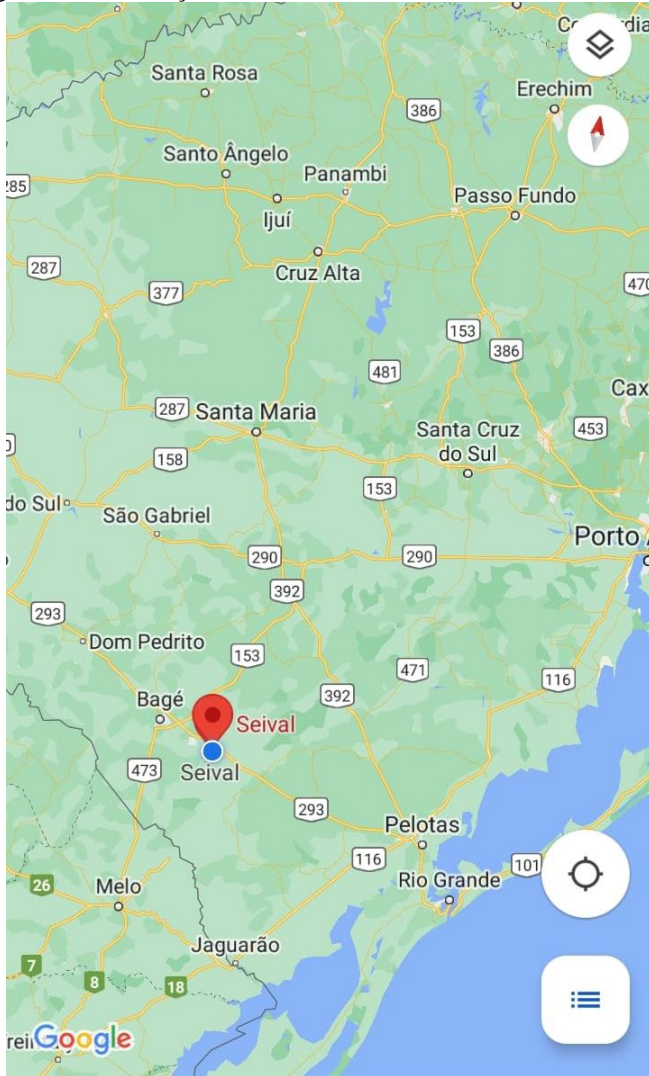 Santa Rosa
Erechim
386
Santo Ângelo
Panambi
285
Passo Fundo
Ijuí
Cruz Alta
287
377
470
153
386
481
Cax
287
Santa Maria
Santa Cruz
do Sul
453
158
153
do Sul
São Gabriel
Porto
290
290
392
293
Dom Pedrito
153
471
116
392
Bagé
Seival
Seival
473
293
Pelotas
116
101
Rio Grande
26
Melo
Jaguarão
7
8
18
Google